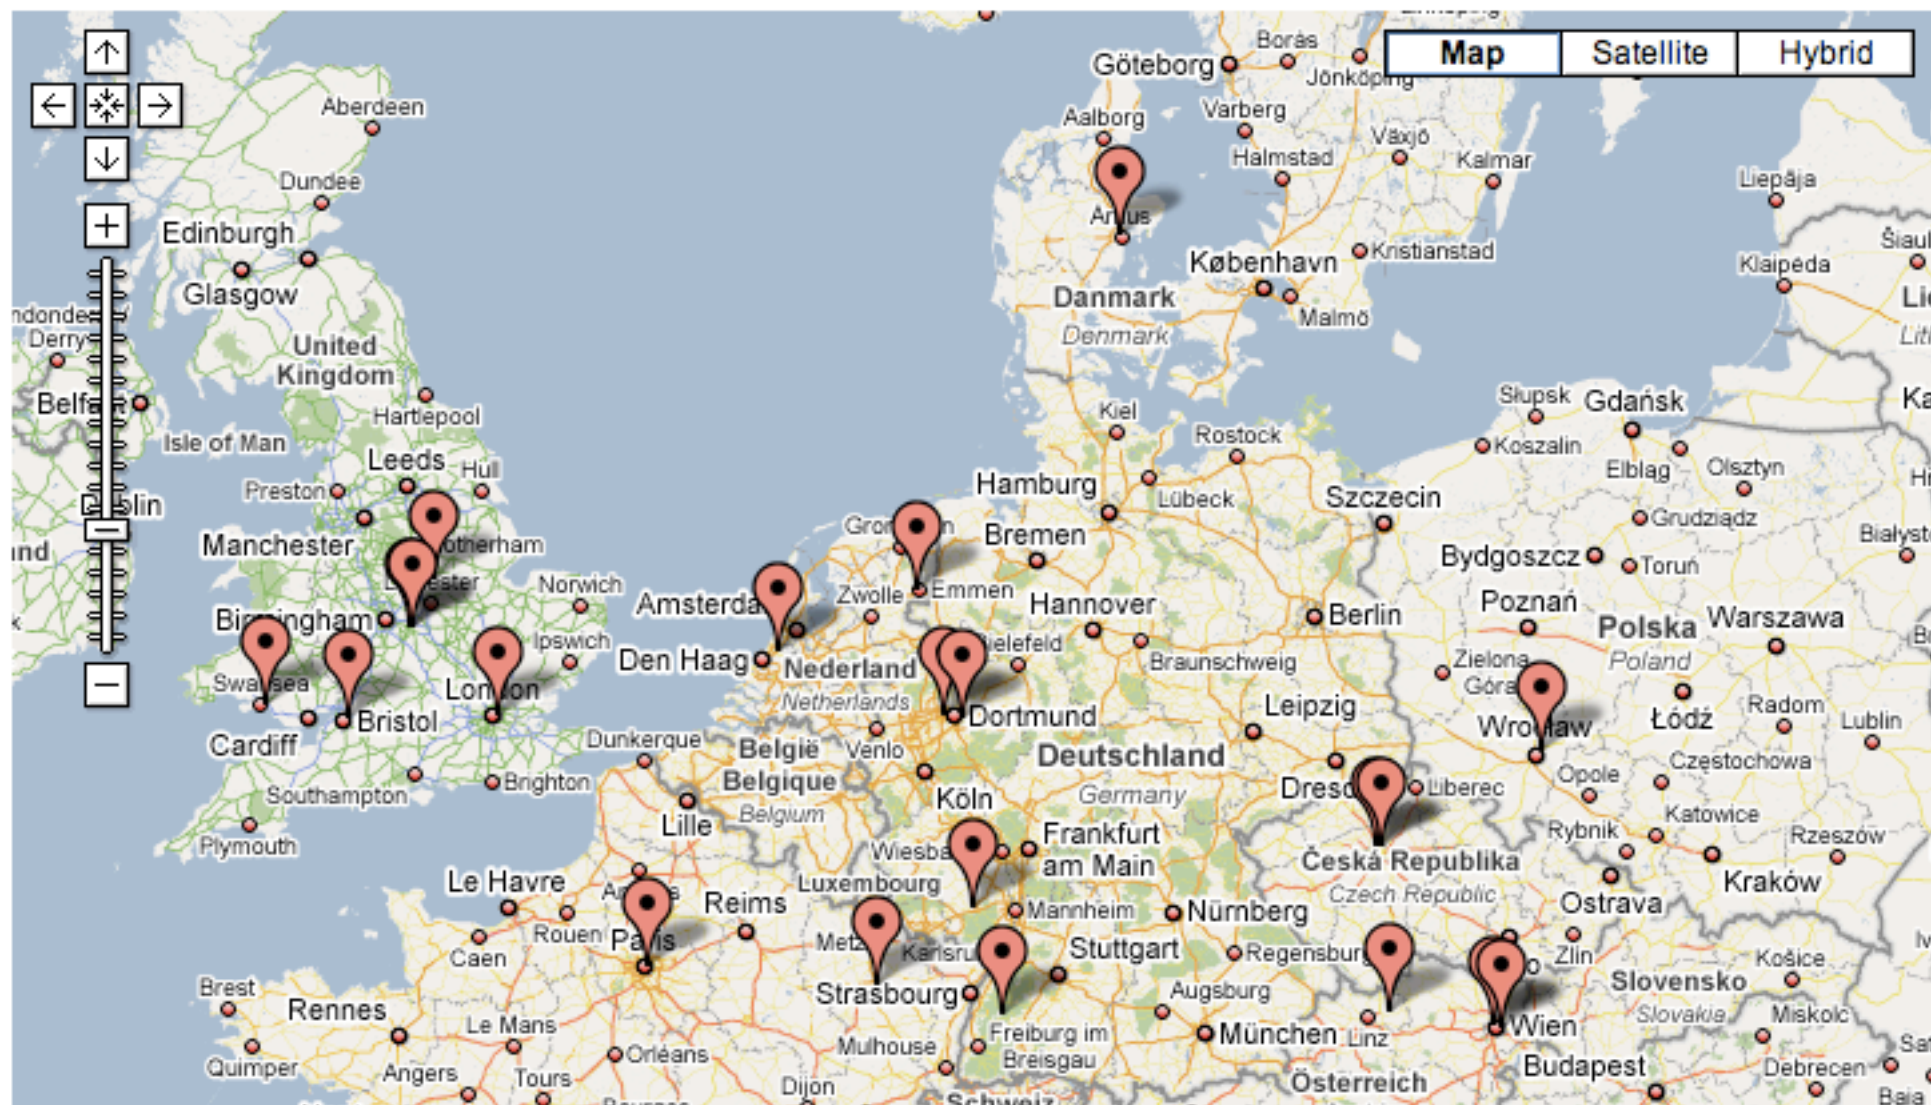 Map
Satellite
Hybrid
Göteborg
Borås
Jönköping
Aberdeen
Aalborg
Varberg
Växjö
Halmstad
Kalmar
Liepāja
Dundee
Edinburgh
Glasgow
København
Kristianstad
Klaipėda
Danmark
Denmark
Malmö
Derry
United
Kingdom
Hartlepool
Isle of Man
Kiel
Rostock
Słupsk
Gdańsk
Koszalin
Elbląg
Olsztyn
Leeds
Hull
Preston
Hamburg
Lübeck
Szczecin
Grudziądz
Manchester
Bremen
Bydgoszcz
Toruń
Norwich
Zwolle
Emmen
Hannover
Berlin
Poznań
Warszawa
Birmingham
Ipswich
Den Haag
Nederland
Netherlands
Braunschweig
Polska
Poland
Zielona
Góra
Swansea
London
Bristol
Cardiff
Dortmund
Leipzig
Wrocław
Łódź
Radom
Lublin
Dunkerque
België
Belgique
Belgium
Venlo
Deutschland
Germany
Częstochowa
Southampton
Brighton
Köln
Liberec
Opole
Katowice
Plymouth
Lille
Frankfurt
am Main
Česká Republika
Czech Republic
Rybnik
Rzeszów
Kraków
Le Havre
Luxembourg
Reims
Mannheim
Nürnberg
Ostrava
Rouen
Paris
Caen
Metz
Stuttgart
Regensburg
Zlin
Slovensko
Slovakia
Košice
Brest
Rennes
Strasbourg
Augsburg
Le Mans
Freiburg im
Breisgau
München
Linz
Wien
Miskolc
Quimper
Orléans
Mulhouse
Budapest
Debrecen
Angers
Tours
Dijon
Schweiz
Österreich